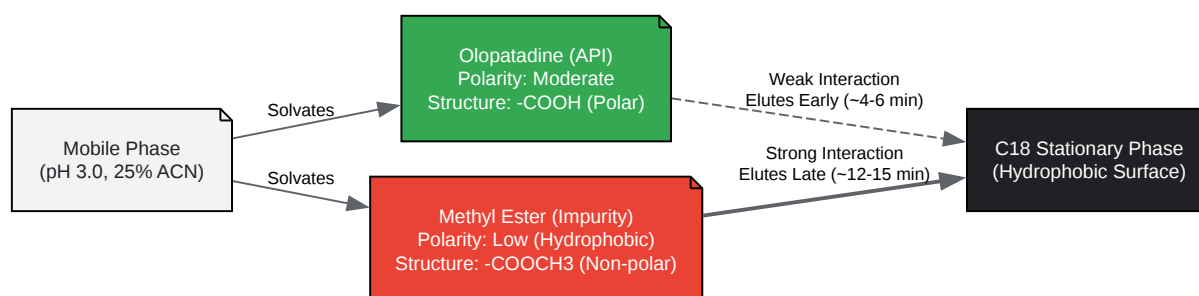 Mobile Phase
(pH 3.0, 25% ACN)
Solvates
Solvates
Olopatadine (API)
Polarity: Moderate
Structure: -COOH (Polar)
Methyl Ester (Impurity)
Polarity: Low (Hydrophobic)
Structure: -COOCH3 (Non-polar)
Weak Interaction
Elutes Early (~4-6 min)
Strong Interaction
Elutes Late (~12-15 min)
C18 Stationary Phase
(Hydrophobic Surface)